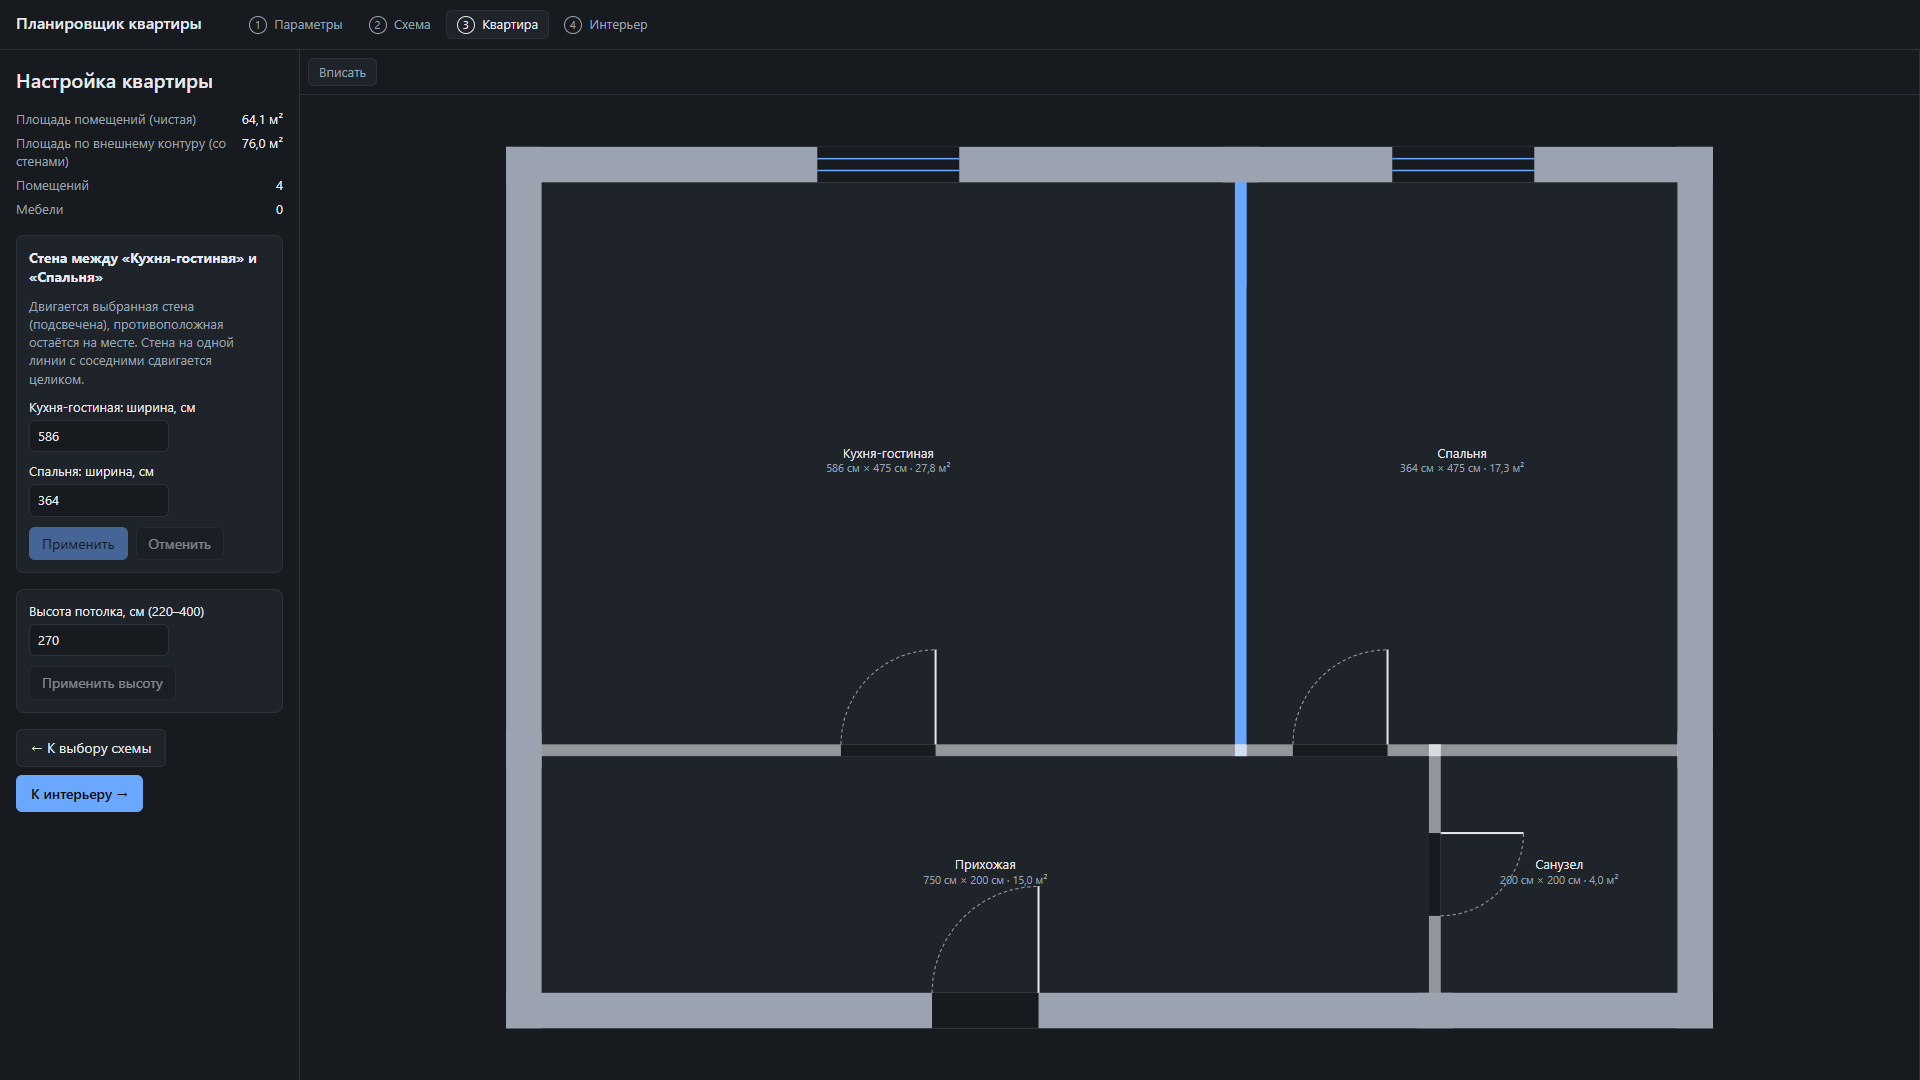 Планировщик квартиры
1 Параметры
2 Схема
3 Квартира
4 Интерьер
Настройка квартиры
Площадь помещений (чистая) 64,1 м²
Площадь по внешнему контуру (со стенами) 76,0 м²
Помещений 4
Мебели 0
Стена между «Кухня-гостиная» и
«Спальня»
Двигается выбранная стена
(подсвечена), противоположная
остаётся на месте. Стена на одной
линии с соседними сдвигается
целиком.
Кухня-гостиная: ширина, см
586
Спальня: ширина, см
364
Применить Отменить
Высота потолка, см (220–400)
270
Применить высоту
← К выбору схемы
К интерьеру →
Вписать
Кухня-гостиная
586 см × 475 см · 27,8 м²
Спальня
364 см × 475 см · 17,3 м²
Прихожая
750 см × 200 см · 15,0 м²
Санузел
200 см × 200 см · 4,0 м²